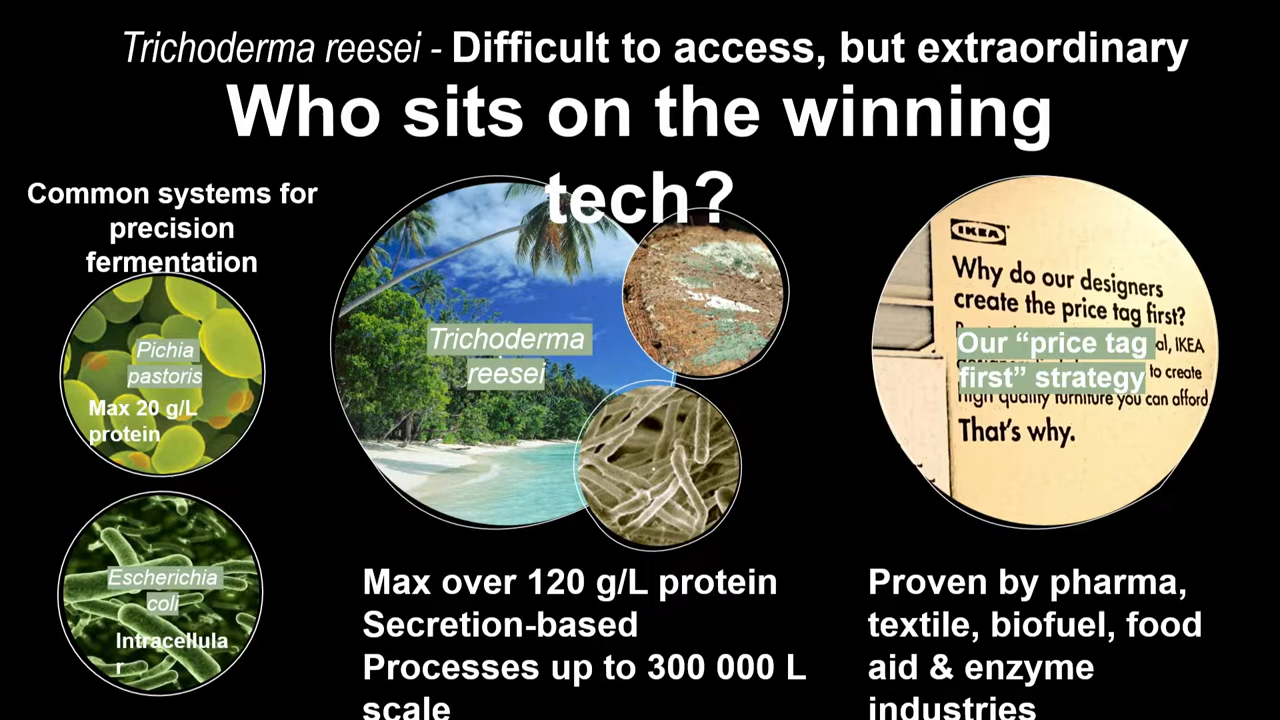 Trichoderma reesei - Difficult to access, but extraordinary
Who sits on the winning
tech?
Common systems for
precision
fermentation
Pichia
pastoris
Max 20 g/L
protein
Escherichia
coli
Intracellula
r
Trichoderma
reesei
Max over 120 g/L protein
Secretion-based
Processes up to 300 000 L
scale
IKEA
Why do our designers
create the price tag first?
al, IKEA
to create
high quality furniture you can afford
That's why.
Our “price tag
first” strategy
Proven by pharma,
textile, biofuel, food
aid & enzyme
industries